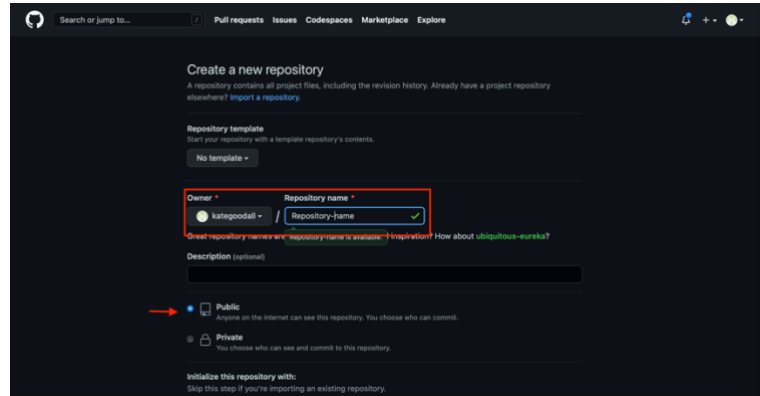 Search or jump to... / Pull requests Issues Codespaces Marketplace Explore
Create a new repository
A repository contains all project files, including the revision history. Already have a project repository
elsewhere? Import a repository.
Repository template
Start your repository with a template repository's contents.
No template
Owner * Repository name *
kategoodall / Repository-name
Great repository names are Repository-name is available. inspiration? How about ubiquitous-eureka?
Description (optional)
Public
Anyone on the internet can see this repository. You choose who can commit.
Private
You choose who can see and commit to this repository.
Initialize this repository with:
Skip this step if you're importing an existing repository.